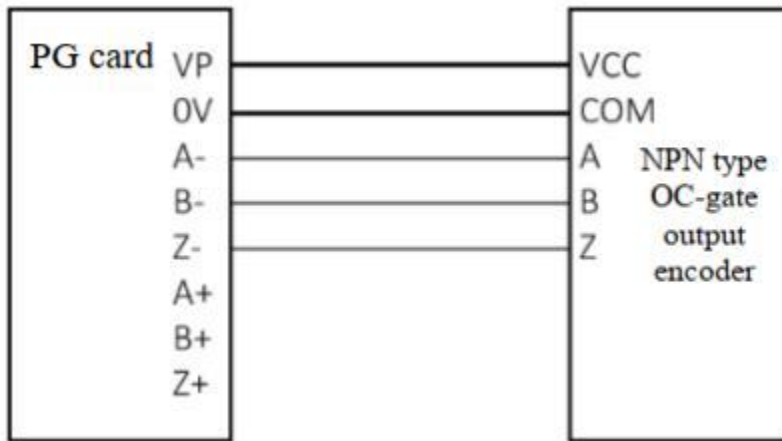 PG card
VP
0V
A-
B-
Z-
A+
B+
Z+
VCC
COM
A
B
Z
NPN type
OC-gate
output
encoder